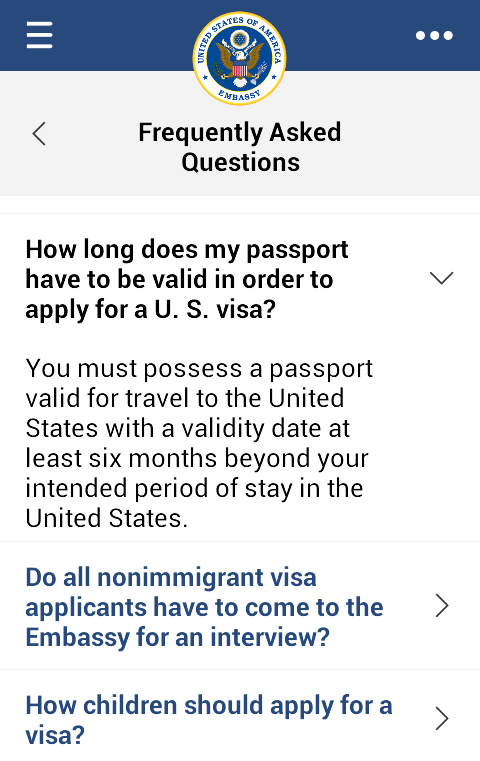 UNITED STATES OF AMERICA
EMBASSY
Frequently Asked
Questions
How long does my passport
have to be valid in order to
apply for a U. S. visa?
You must possess a passport
valid for travel to the United
States with a validity date at
least six months beyond your
intended period of stay in the
United States.
Do all nonimmigrant visa
applicants have to come to the
Embassy for an interview?
How children should apply for a
visa?